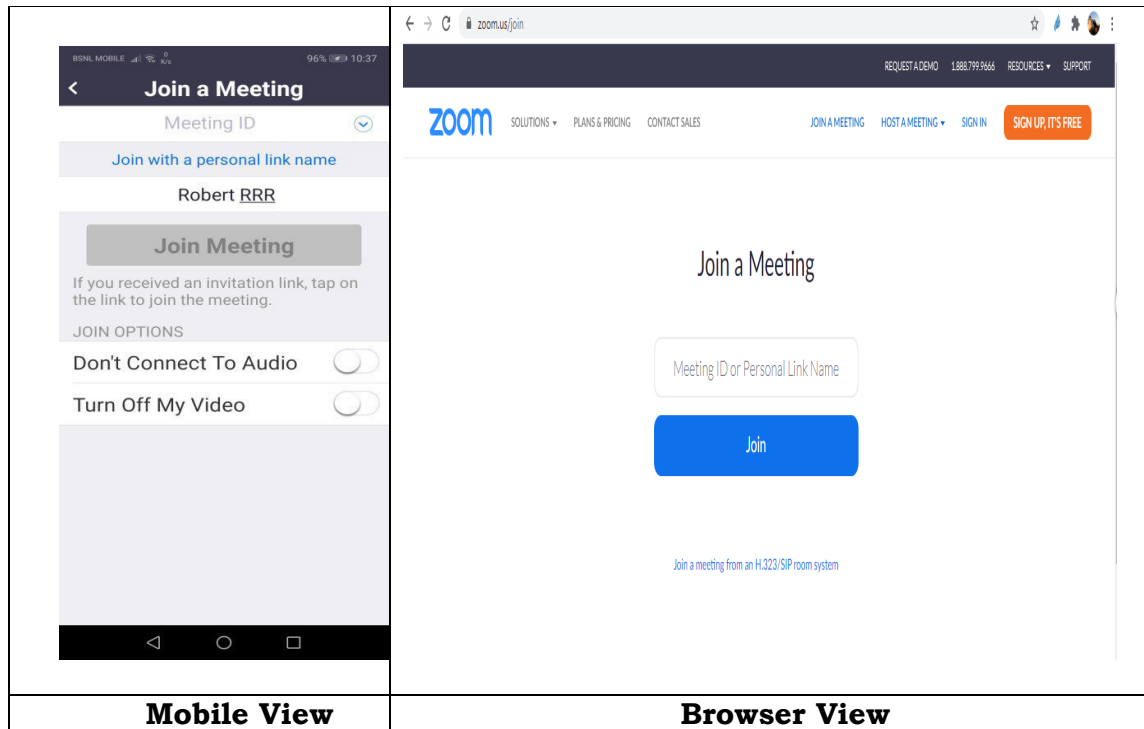 BSNL MOBILE 0 K/s 96% 10:37
Join a Meeting
Meeting ID
Join with a personal link name
Robert RRR
Join Meeting
If you received an invitation link, tap on
the link to join the meeting.
JOIN OPTIONS
Don't Connect To Audio
Turn Off My Video
Mobile View
zoom.us/join
REQUEST A DEMO 1.888.799.9666 RESOURCES SUPPORT
zoom SOLUTIONS PLANS & PRICING CONTACT SALES JOIN A MEETING HOST A MEETING SIGN IN SIGN UP, IT'S FREE
Join a Meeting
Meeting ID or Personal Link Name
Join
Join a meeting from an H.323/SIP room system
Browser View